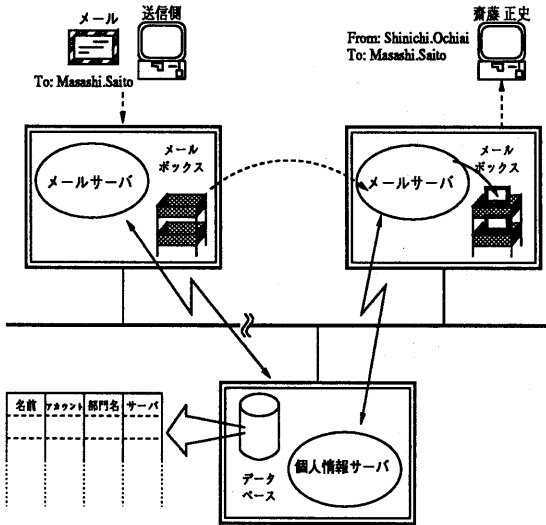 メール
送信側
To: Masashi.Saito
齋藤 正史
From: Shinichi.Ochiai
To: Masashi.Saito
メールサーバ
メール
ボックス
メールサーバ
メール
ボックス
名前 アカウント 部門名 サーバ
データ
ベース
個人情報サーバ